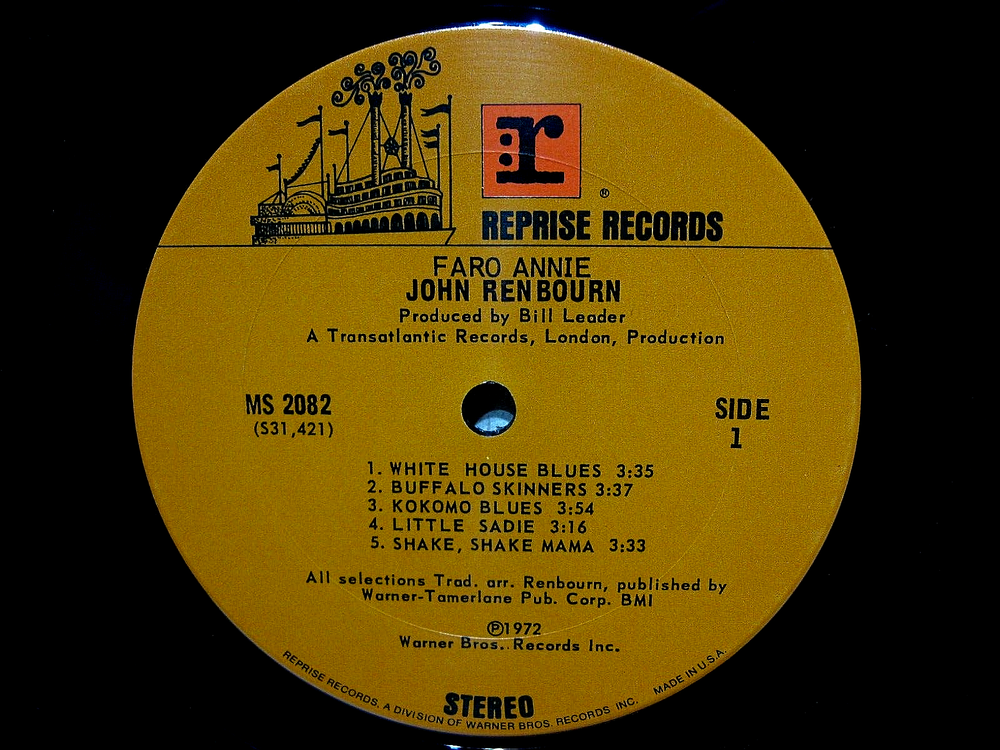 r
®
REPRISE RECORDS
FARO ANNIE
JOHN RENBOURN
Produced by Bill Leader
A Transatlantic Records, London, Production
MS 2082
(S31,421)
SIDE
1
1. WHITE HOUSE BLUES 3:35
2. BUFFALO SKINNERS 3:37
3. KOKOMO BLUES 3:54
4. LITTLE SADIE 3:16
5. SHAKE, SHAKE MAMA 3:33
All selections Trad. arr. Renbourn, published by
Warner-Tamerlane Pub. Corp. BMI
℗1972
Warner Bros. Records Inc.
STEREO
REPRISE RECORDS, A DIVISION OF WARNER BROS. RECORDS INC. MADE IN U.S.A.